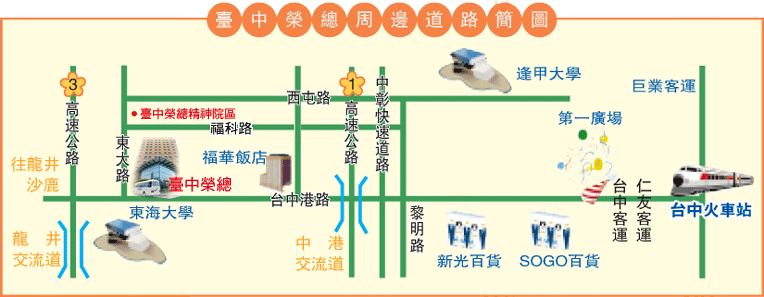 臺中榮總周邊道路簡圖
3
高速公路
往龍井
沙鹿
龍井
交流道
東大路
臺中榮總精神院區
福科路
西屯路
臺中榮總
東海大學
福華飯店
台中港路
1
高速公路
中港
交流道
中彰快速道路
黎明路
逢甲大學
新光百貨
SOGO百貨
第一廣場
台中客運
仁友客運
巨業客運
台中火車站